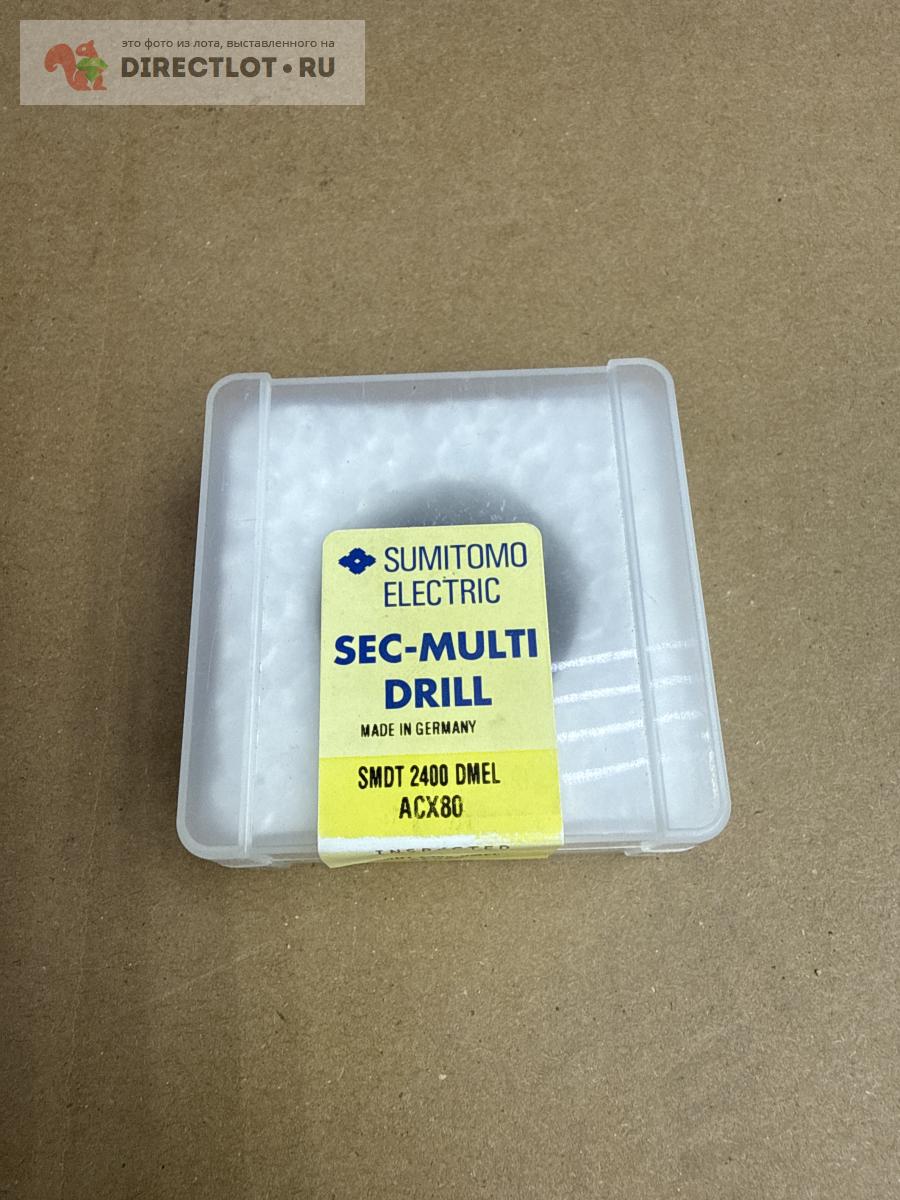 это фото из лота, выставленного на
DIRECTLOT•RU
SUMITOMO
ELECTRIC
SEC-MULTI
DRILL
MADE IN GERMANY
SMDT 2400 DMEL
ACX80
INSPECTED